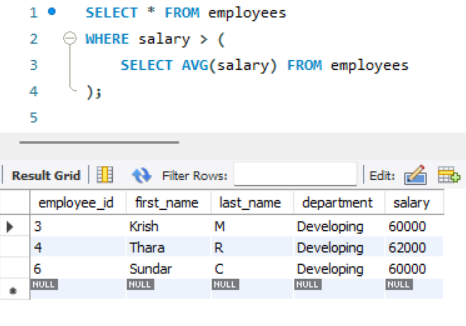 1 SELECT * FROM employees
2 WHERE salary > (
3 SELECT AVG(salary) FROM employees
4 );
5
Result Grid Filter Rows: Edit:
employee_id first_name last_name department salary
3 Krish M Developing 60000
4 Thara R Developing 62000
6 Sundar C Developing 60000
NULL NULL NULL NULL NULL